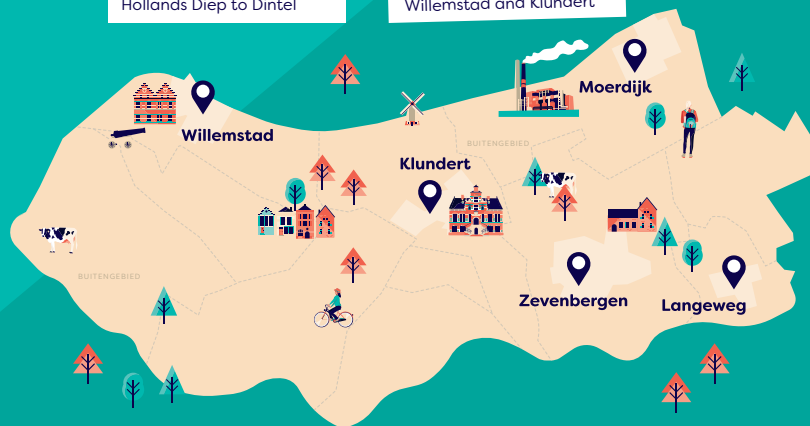 Hollands Diep to Dintel
Willemstad and Klundert
Moerdijk
Willemstad
BUITENGEBIED
Klundert
BUITENGEBIED
Zevenbergen
Langeweg